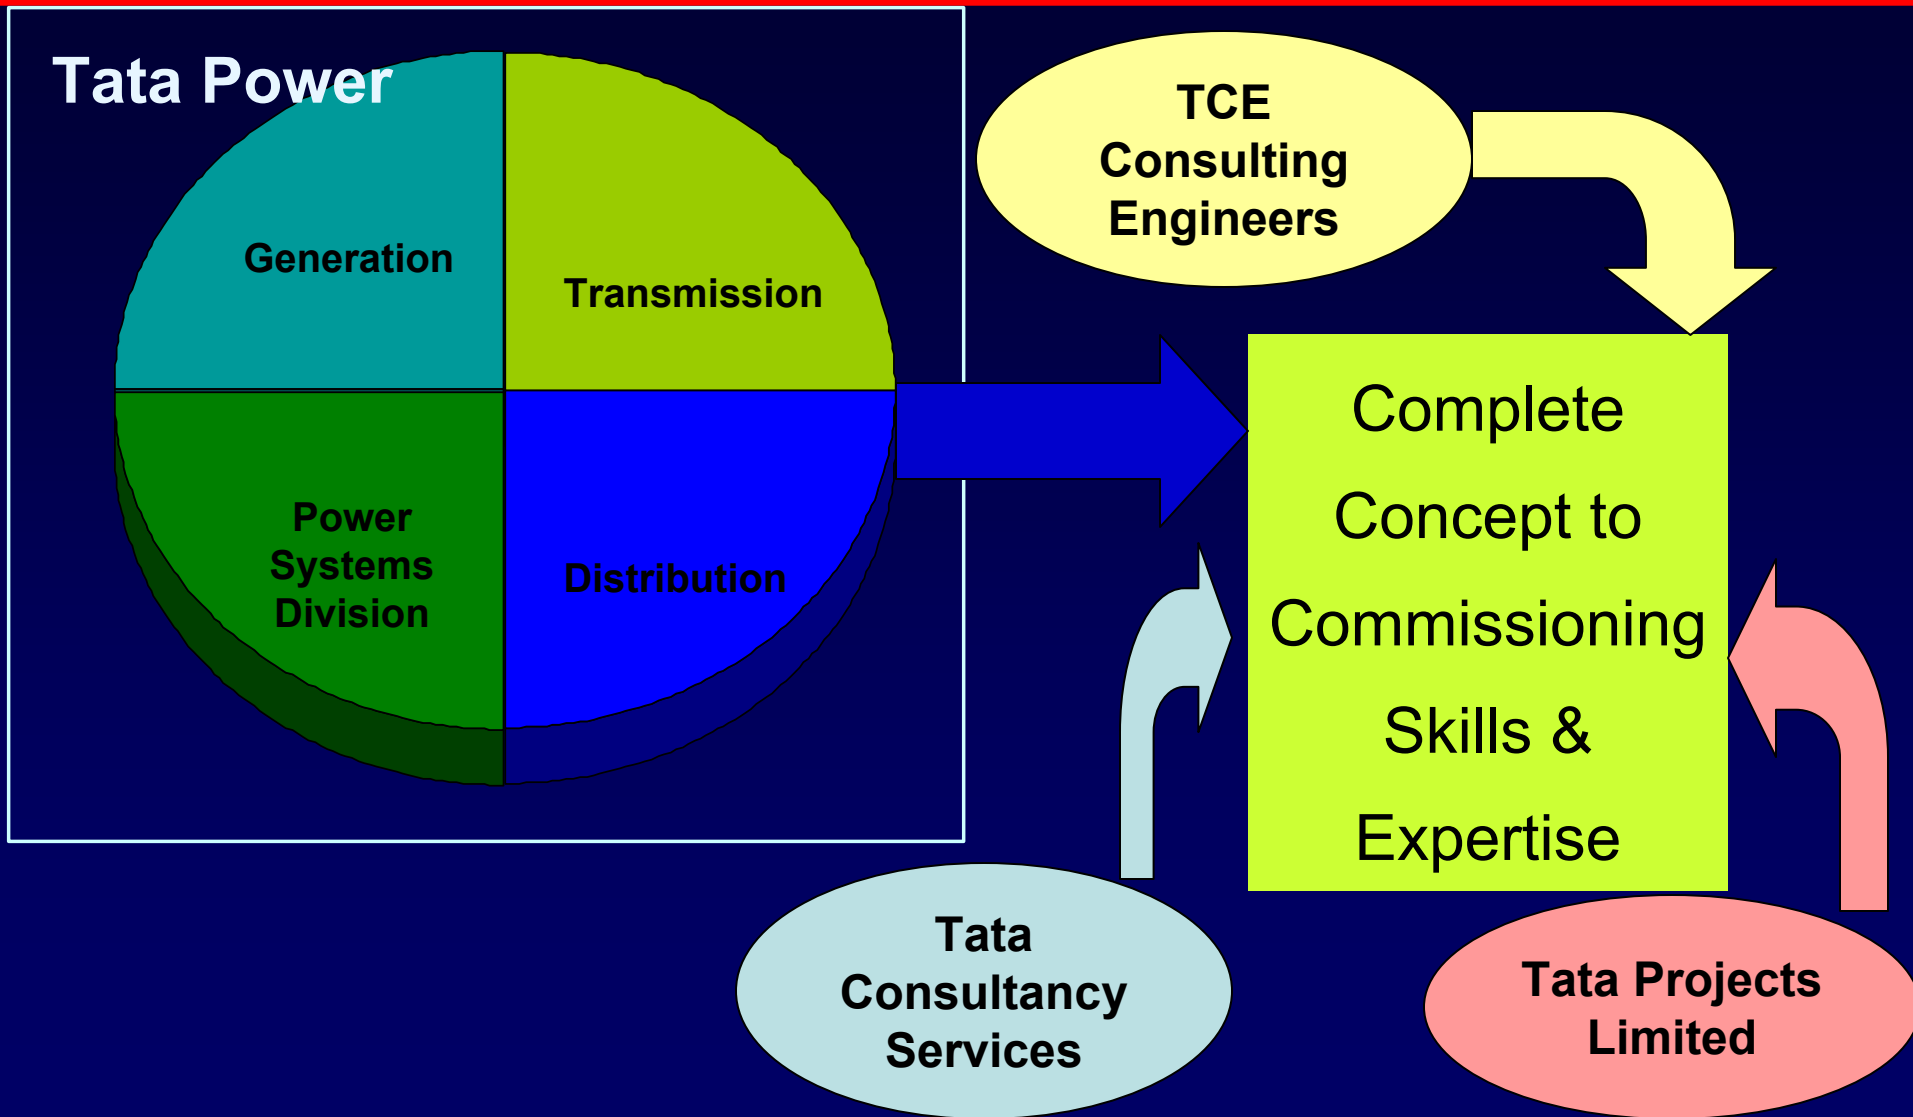 Tata Power
Generation
Transmission
Power
Systems
Division
Distribution
TCE
Consulting
Engineers
Complete
Concept to
Commissioning
Skills &
Expertise
Tata
Consultancy
Services
Tata Projects
Limited